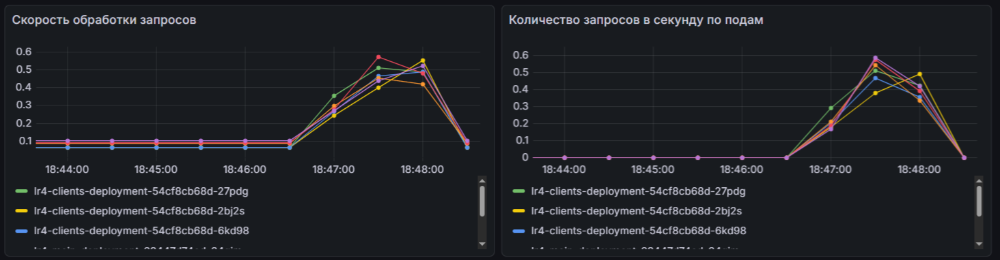 Скорость обработки запросов
0.6
0.5
0.4
0.3
0.2
0.1
18:44:00 18:45:00 18:46:00 18:47:00 18:48:00
lr4-clients-deployment-54cf8cb68d-27pdg
lr4-clients-deployment-54cf8cb68d-2bj2s
lr4-clients-deployment-54cf8cb68d-6kd98
Количество запросов в секунду по подам
0.6
0.5
0.4
0.3
0.2
0.1
0
18:44:00 18:45:00 18:46:00 18:47:00 18:48:00
lr4-clients-deployment-54cf8cb68d-27pdg
lr4-clients-deployment-54cf8cb68d-2bj2s
lr4-clients-deployment-54cf8cb68d-6kd98